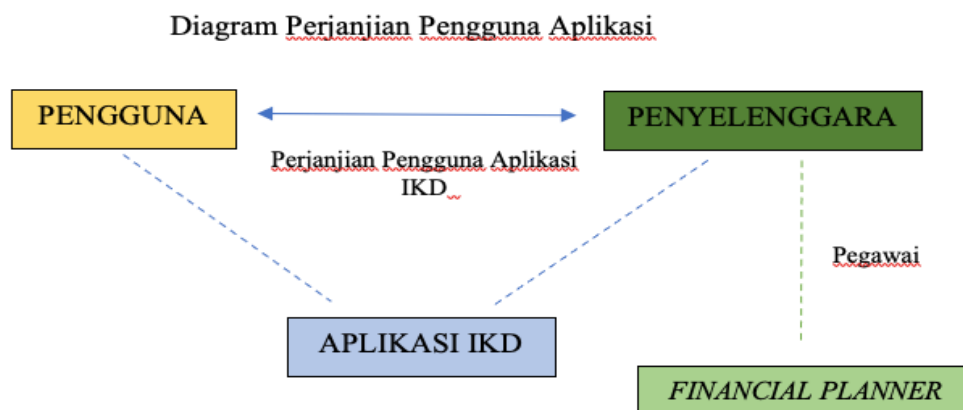 Diagram Perjanjian Pengguna Aplikasi
PENGGUNA
PENYELENGGARA
Perjanjian Pengguna Aplikasi
IKD
Pegawai
APLIKASI IKD
FINANCIAL PLANNER